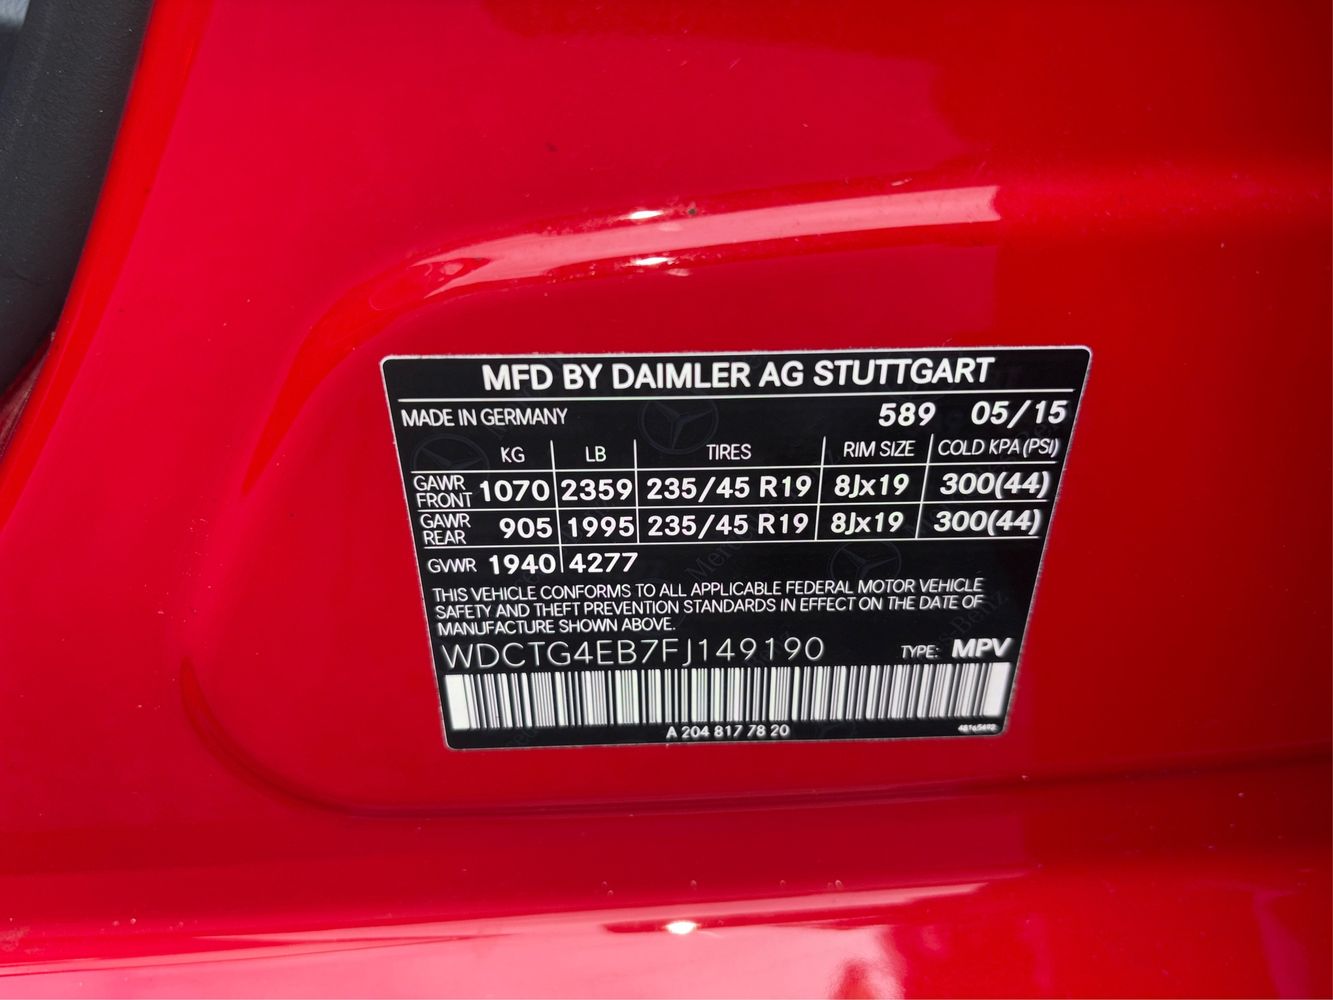 MFD BY DAIMLER AG STUTTGART
MADE IN GERMANY 589 05/15
KG LB TIRES RIM SIZE COLD KPA (PSI)
GAWR FRONT 1070 2359 235/45 R19 8Jx19 300(44)
GAWR REAR 905 1995 235/45 R19 8Jx19 300(44)
GVWR 1940 4277
THIS VEHICLE CONFORMS TO ALL APPLICABLE FEDERAL MOTOR VEHICLE
SAFETY AND THEFT PREVENTION STANDARDS IN EFFECT ON THE DATE OF
MANUFACTURE SHOWN ABOVE.
WDCTG4EB7FJ149190 TYPE: MPV
A 204 817 78 20